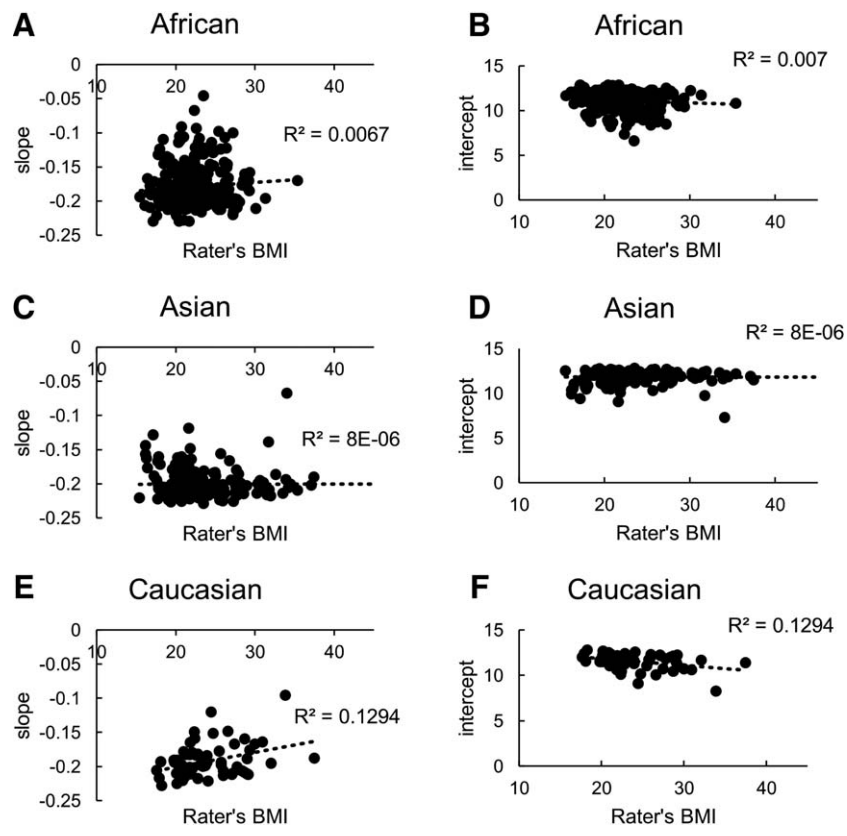 A African
0
10 20 30 40
-0.05
-0.1
-0.15
-0.2
-0.25
slope
R² = 0.0067
Rater's BMI
B African
R² = 0.007
15
10
5
0
intercept
10 20 30 40
Rater's BMI
C Asian
0
10 20 30 40
-0.05
-0.1
-0.15
-0.2
-0.25
slope
R² = 8E-06
Rater's BMI
D Asian
R² = 8E-06
15
10
5
0
intercept
10 20 30 40
Rater's BMI
E Caucasian
0
10 20 30 40
-0.05
-0.1
-0.15
-0.2
-0.25
slope
R² = 0.1294
Rater's BMI
F Caucasian
R² = 0.1294
15
10
5
0
intercept
10 20 30 40
Rater's BMI